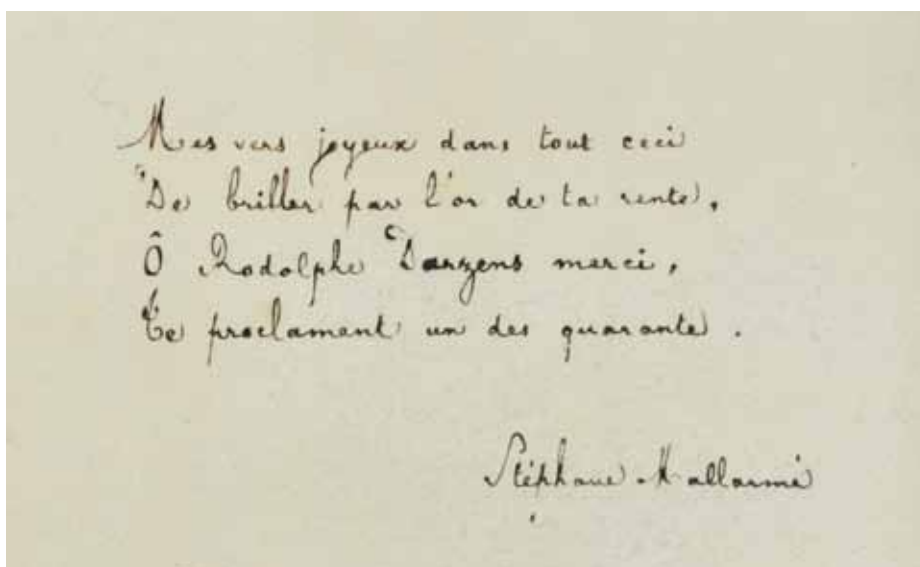 Mes vers joyeux dans tout ceci
De briller par l'or de ta rente,
Ô Rodolphe Darzens merci,
Te proclament un des quarante.
Stéphane Mallarmé